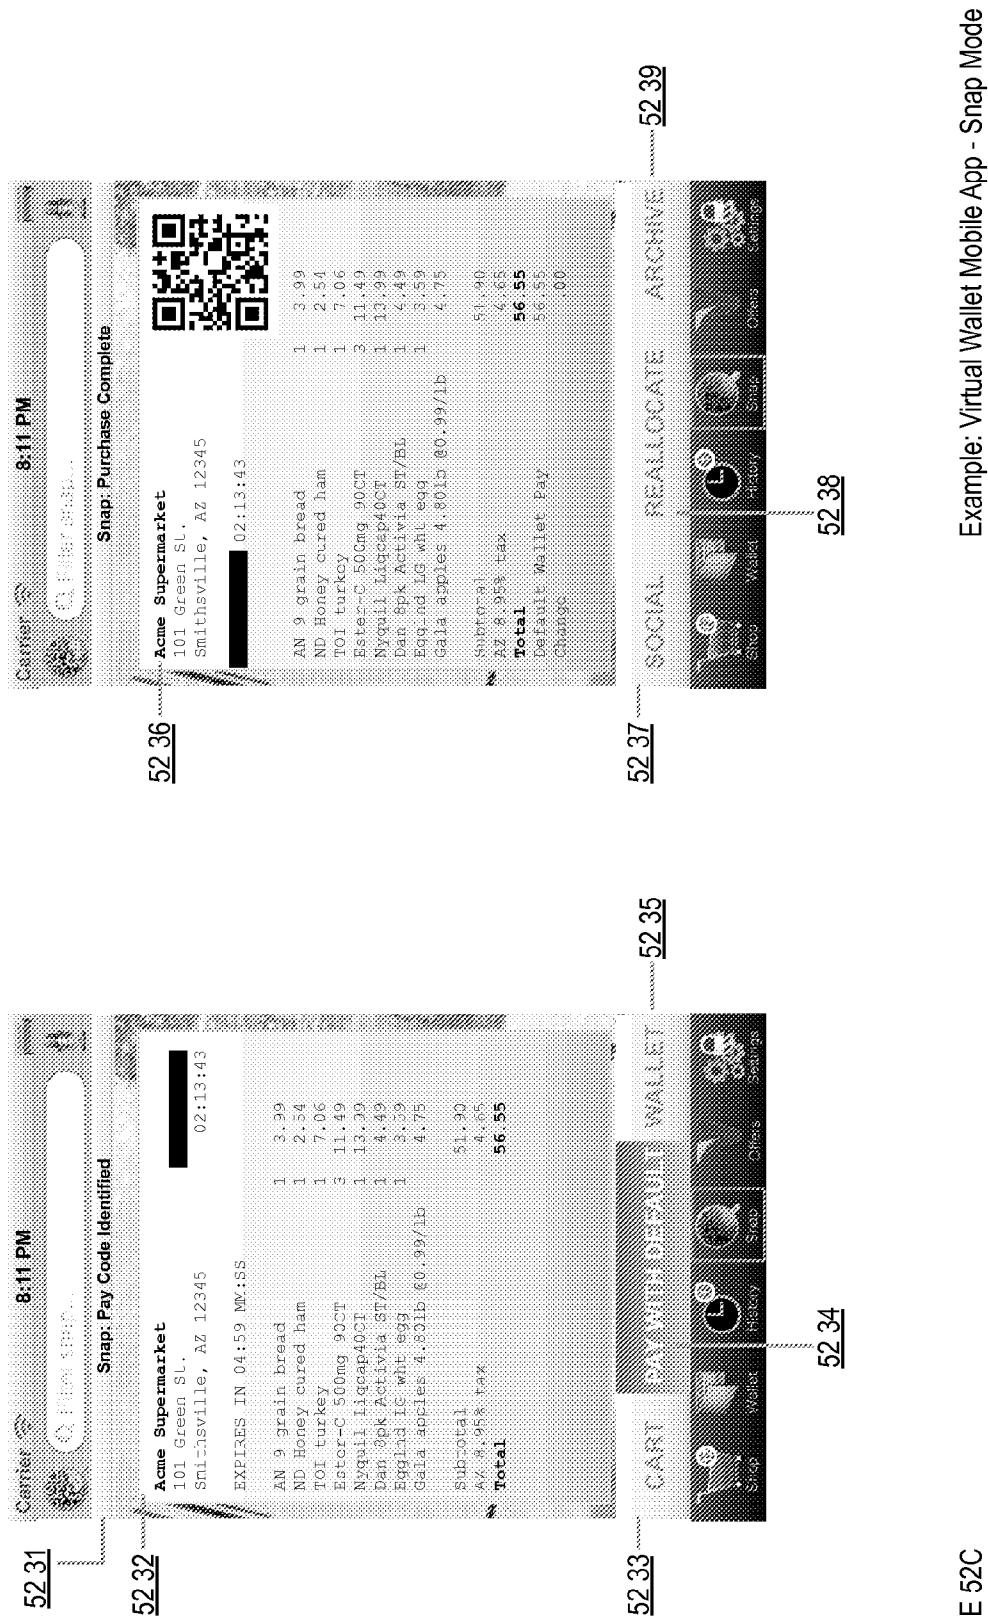 52 31
52 32
Carrier
8:11 PM
Snap: Pay Code Identified
Acme Supermarket
101 Green St.
Smithsville, AZ 12345
02:13:43
EXPIRES IN 04:59 MM:SS
AN 9 grain bread 1 3.99
ND Honey cured ham 1 2.54
TOI turkey 1 7.06
Ester-C 500mg 90CT 3 11.49
Nyquil Liqcap40CT 1 13.99
Dan 8pk Activia ST/BL 1 4.49
Egglnd LG wht egg 1 3.59
Gala apples 4.80lb @0.99/lb 4.75
Subtotal 51.90
AZ 8.95% tax 4.65
Total 56 55
52 33
CART PAY WITH DEFAULT WALLET
52 35
Shop Wallet History Snap Offers Settings
52 34
52 36
Carrier
8:11 PM
Snap: Purchase Complete
Acme Supermarket
101 Green St.
Smithsville, AZ 12345
02:13:43
AN 9 grain bread 1 3.99
ND Honey cured ham 1 2.54
TOI turkey 1 7.06
Ester-C 500mg 90CT 3 11.49
Nyquil Liqcap40CT 1 13.99
Dan 8pk Activia ST/BL 1 4.49
Egglnd LG wht egg 1 3.59
Gala apples 4.80lb @0.99/lb 4.75
Subtotal 51.90
AZ 8.95% tax 4.65
Total 56 55
Default Wallet Pay 56.55
Change .00
52 37
SOCIAL REALLOCATE ARCHIVE
52 39
Shop Wallet History Snap Offers Settings
52 38
E 52C
Example: Virtual Wallet Mobile App - Snap Mode